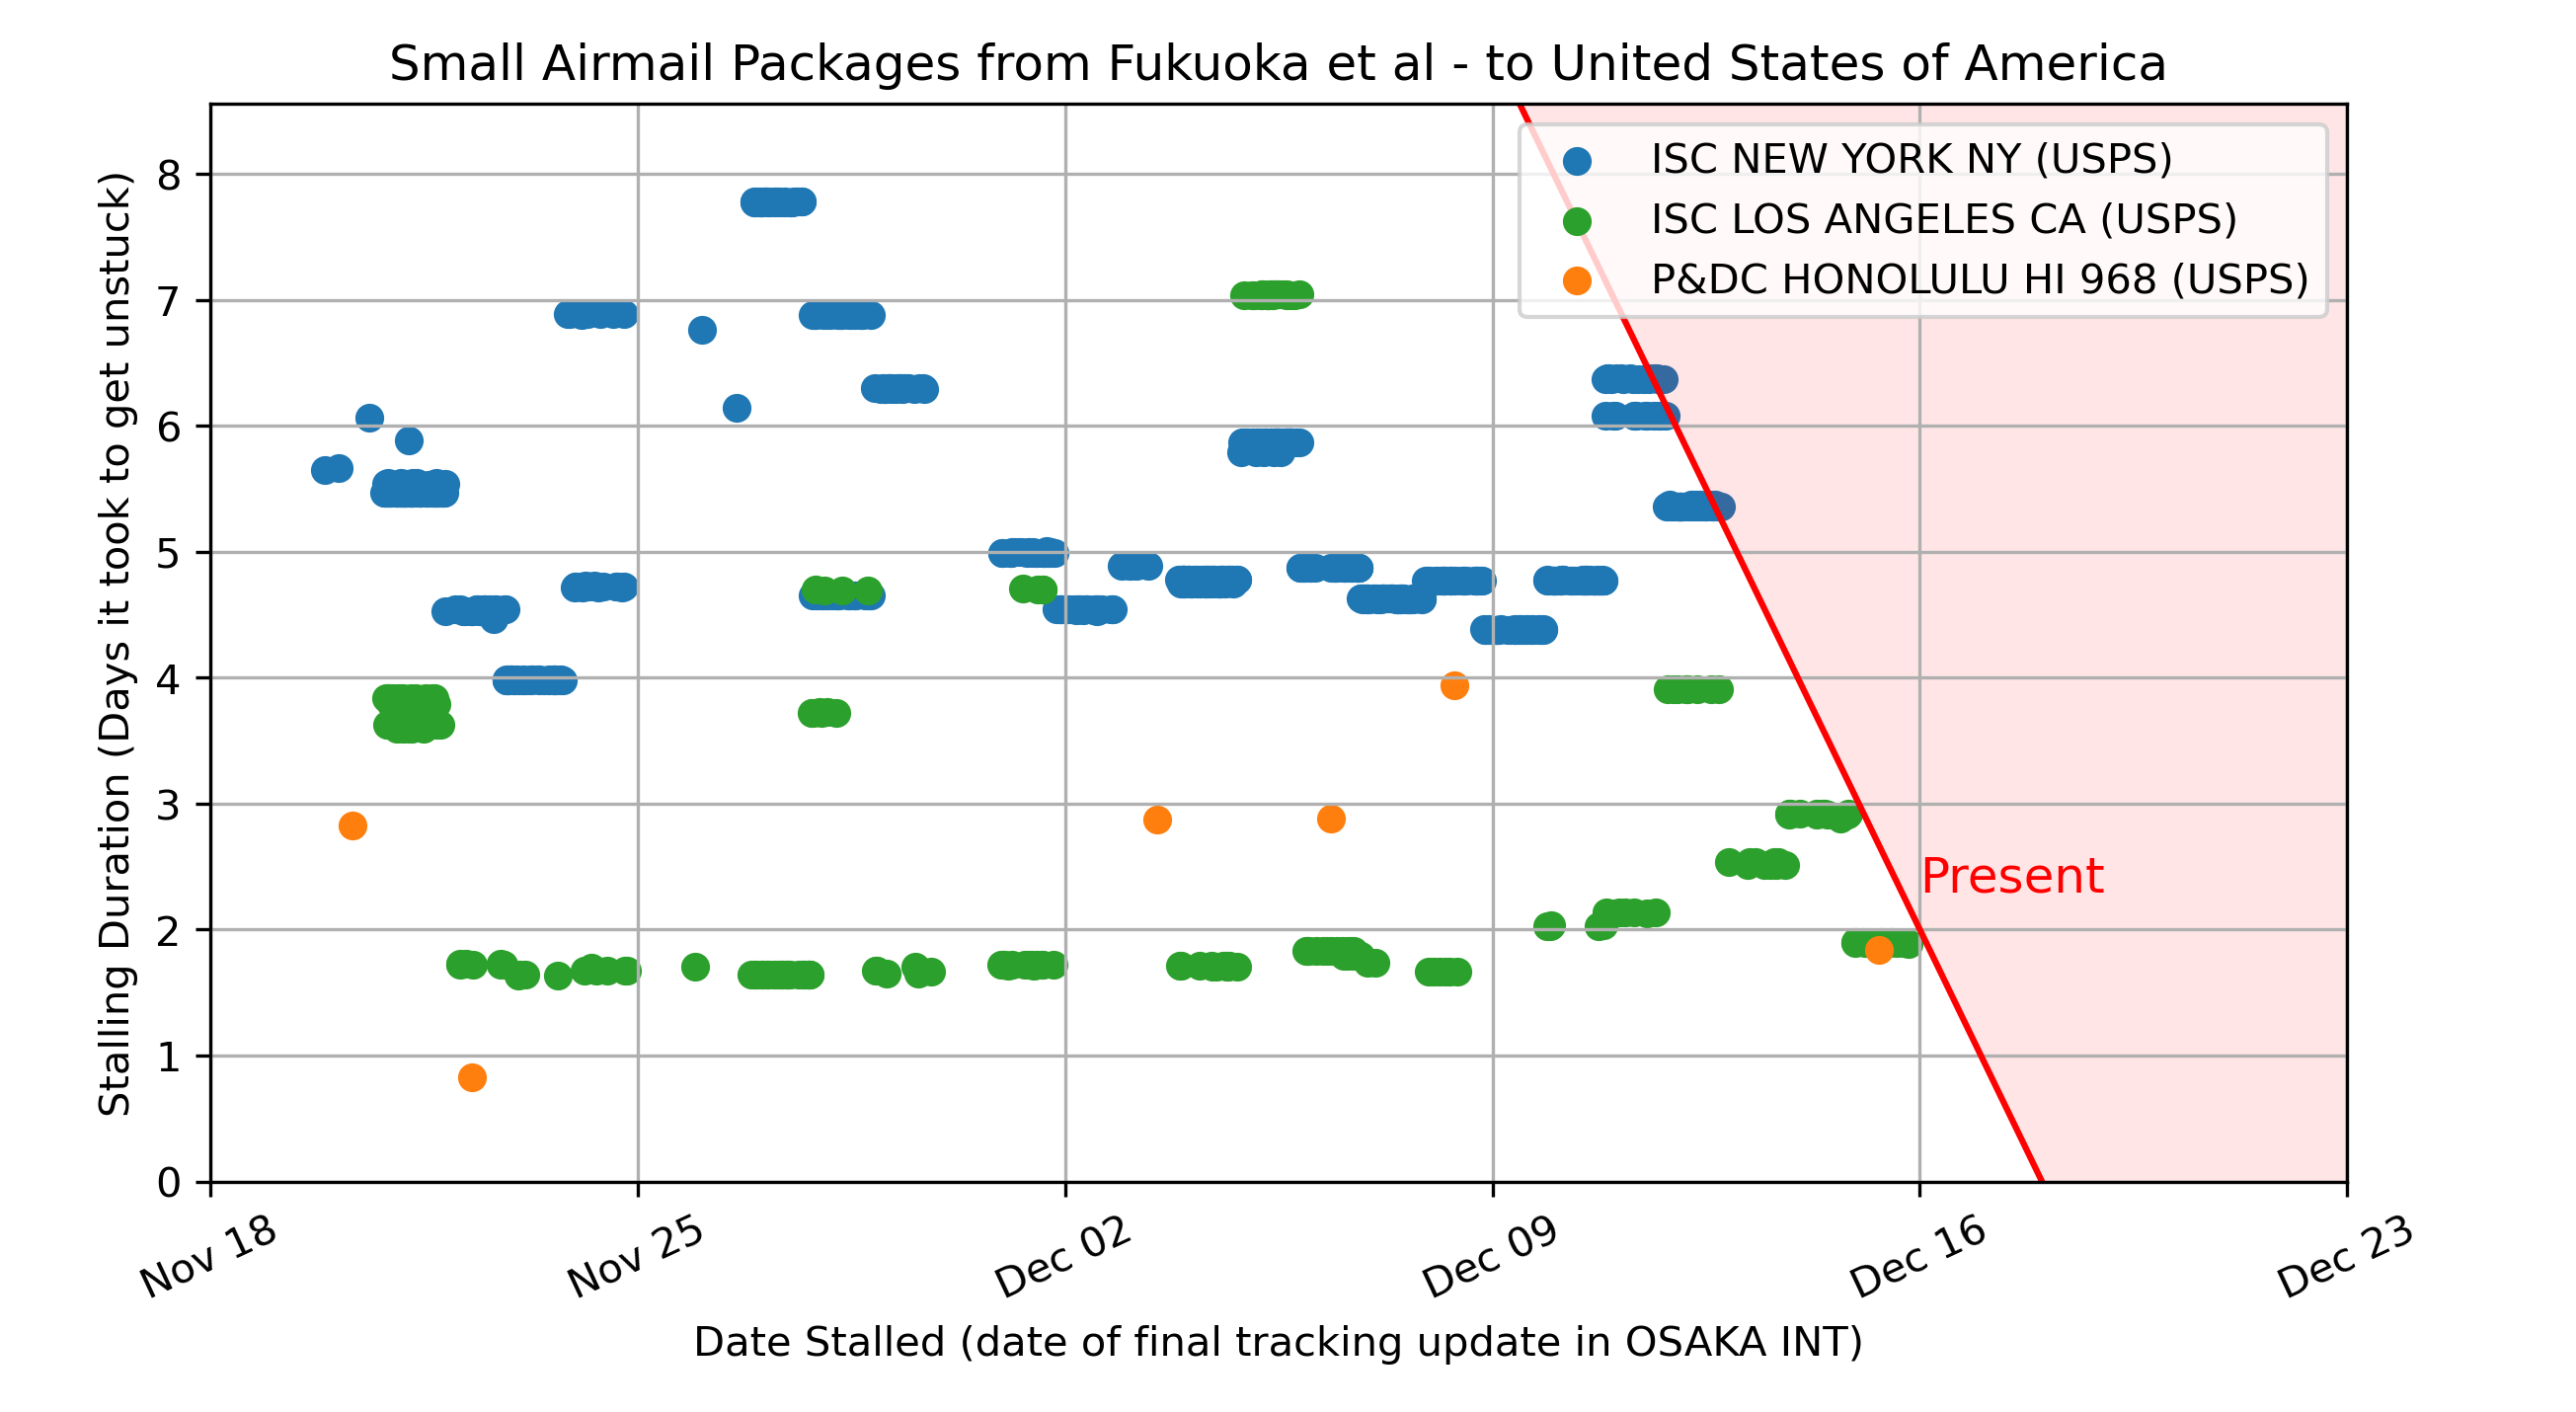 Small Airmail Packages from Fukuoka et al - to United States of America
Stalling Duration (Days it took to get unstuck)
8
7
6
5
4
3
2
1
0
ISC NEW YORK NY (USPS)
ISC LOS ANGELES CA (USPS)
P&DC HONOLULU HI 968 (USPS)
Present
Nov 18
Nov 25
Dec 02
Dec 09
Dec 16
Dec 23
Date Stalled (date of final tracking update in OSAKA INT)